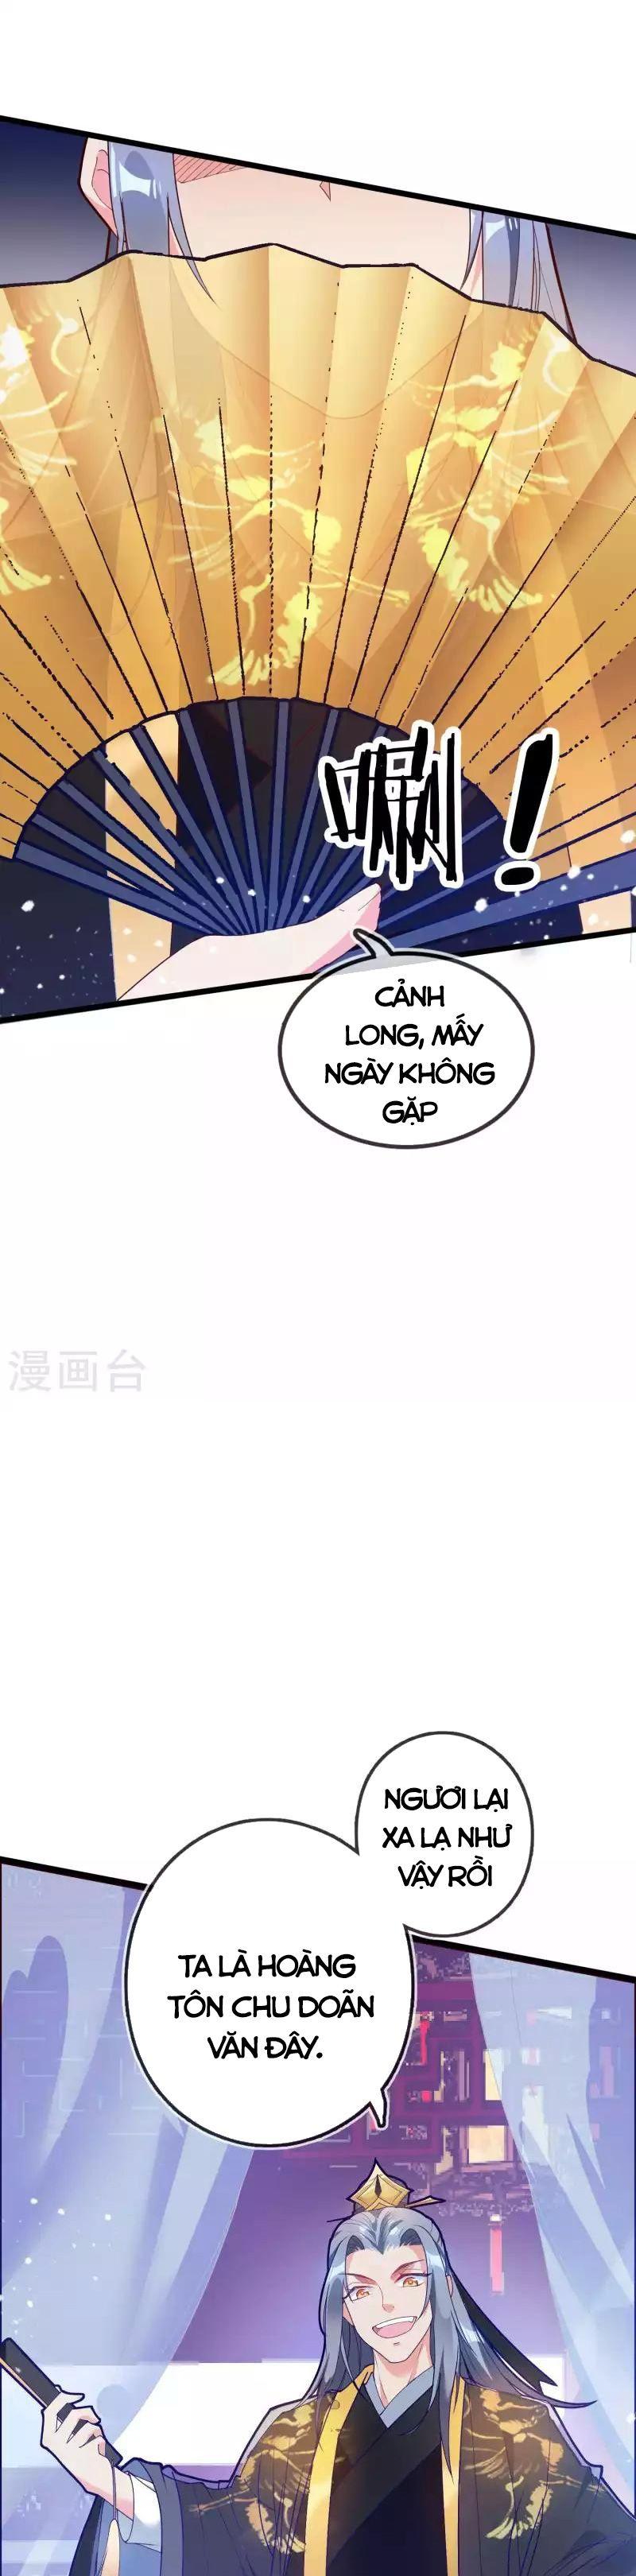 唰!
CẢNH
LONG, MẤY
NGÀY KHÔNG
GẶP
漫画台
NGƯƠI LẠI
XA LẠ NHƯ
VẬY RỒI
TA LÀ HOÀNG
TÔN CHU DOÃN
VĂN ĐÂY.